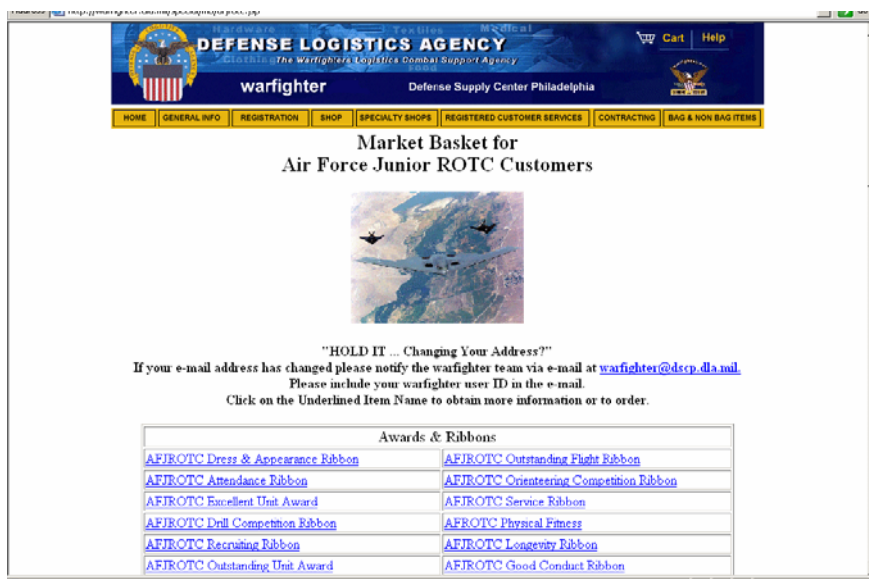 Hardware Textiles Medical
DEFENSE LOGISTICS AGENCY
Clothing The Warfighters Logistics Combat Support Agency
FOOD
Cart Help
warfighter Defense Supply Center Philadelphia
HOME GENERAL INFO REGISTRATION SHOP SPECIALTY SHOPS REGISTERED CUSTOMER SERVICES CONTRACTING BAG & NON BAG ITEMS
Market Basket for
Air Force Junior ROTC Customers
"HOLD IT ... Changing Your Address?"
If your e-mail address has changed please notify the warfighter team via e-mail at warfighter@dscp.dla.mil.
Please include your warfighter user ID in the e-mail.
Click on the Underlined Item Name to obtain more information or to order.
Awards & Ribbons
AFJROTC Dress & Appearance Ribbon AFJROTC Outstanding Flight Ribbon
AFJROTC Attendance Ribbon AFJROTC Orienteering Competition Ribbon
AFJROTC Excellent Unit Award AFJROTC Service Ribbon
AFJROTC Drill Competition Ribbon AFROTC Physical Fitness
AFJROTC Recruiting Ribbon AFJROTC Longevity Ribbon
AFJROTC Outstanding Unit Award AFJROTC Good Conduct Ribbon